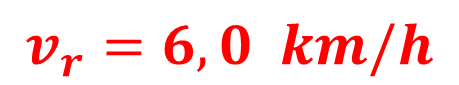 v_r = 6,0 km/h